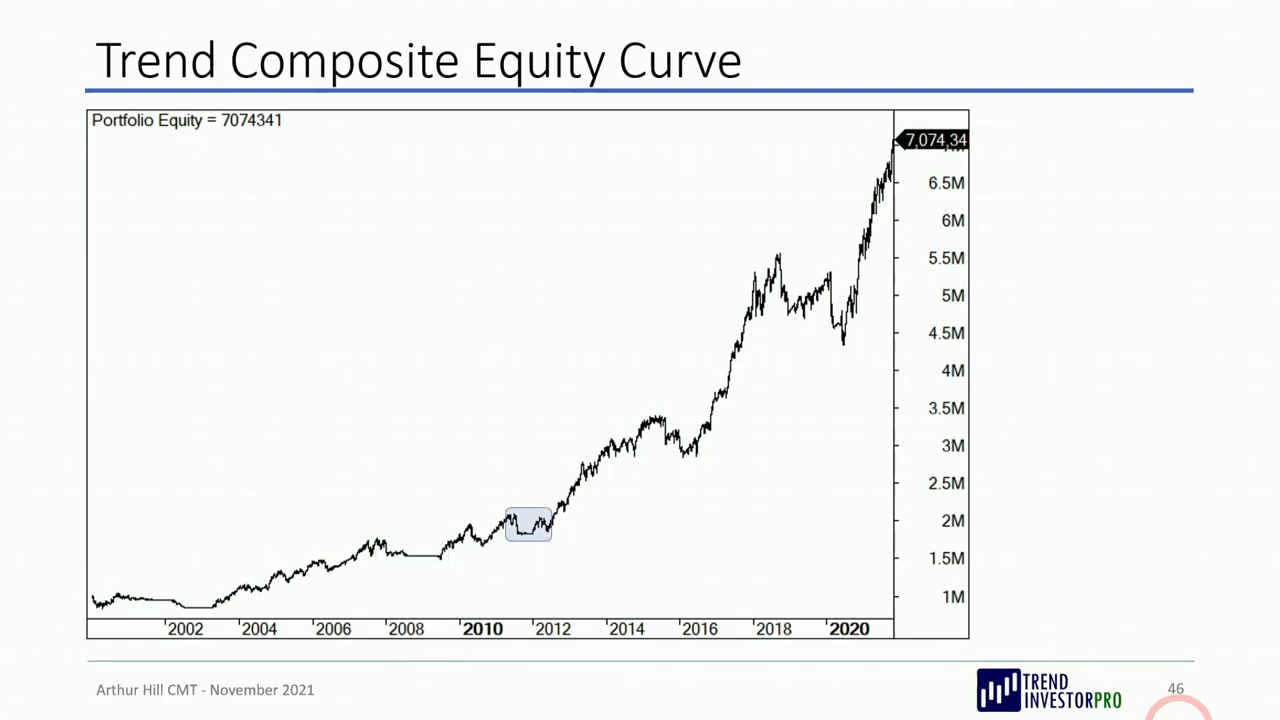 Trend Composite Equity Curve
Portfolio Equity = 7074341
7,074,34
6.5M
6M
5.5M
5M
4.5M
4M
3.5M
3M
2.5M
2M
1.5M
1M
2002 2004 2006 2008 2010 2012 2014 2016 2018 2020
Arthur Hill CMT - November 2021
TREND
INVESTORPRO
46